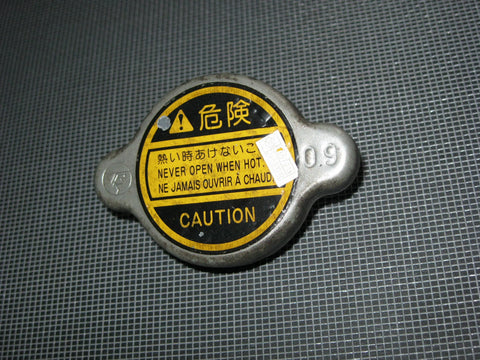 危険
熱い時あけないこ
NEVER OPEN WHEN HOT.
NE JAMAIS OUVRIR À CHAUD
CAUTION
0.9